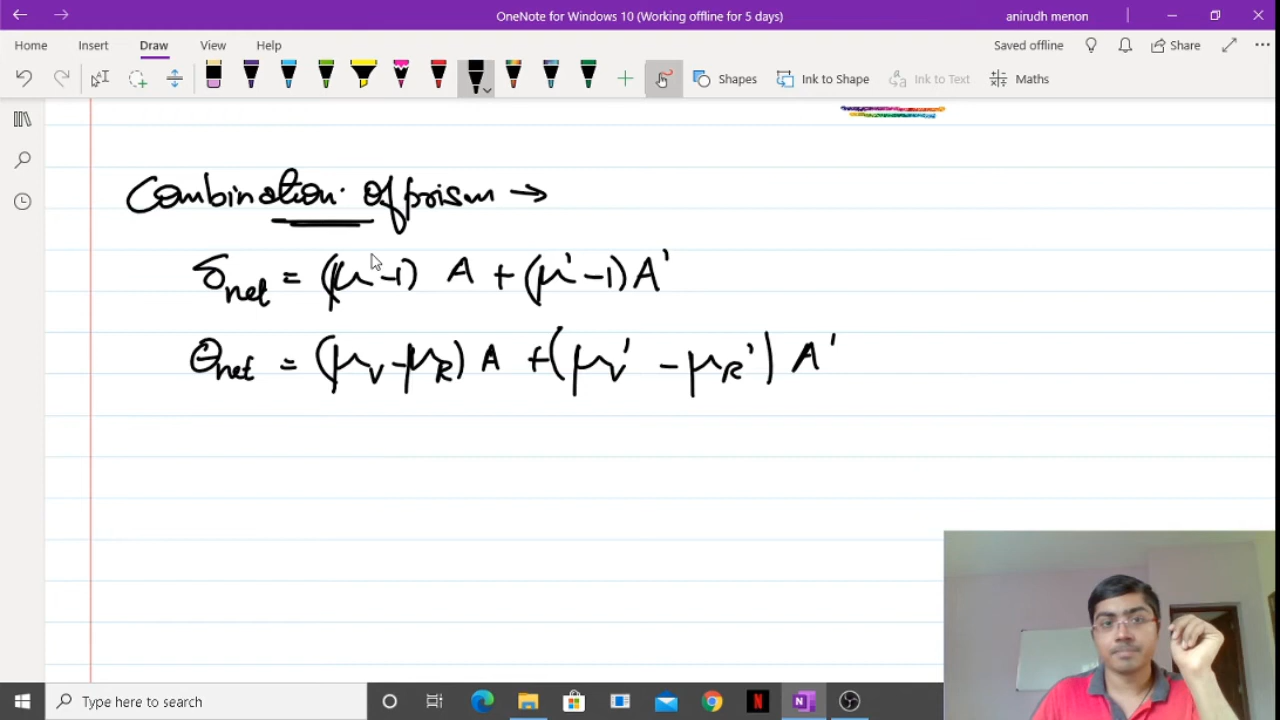 OneNote for Windows 10 (Working offline for 5 days)
anirudh menon
Home Insert Draw View Help
Saved offline
Share
Shapes
Ink to Shape
Ink to Text
Maths
Combination of prism →
δnet = (μ-1) A + (μ'-1)A'
θnet = (μV-μR) A + (μV' - μR') A'
Type here to search